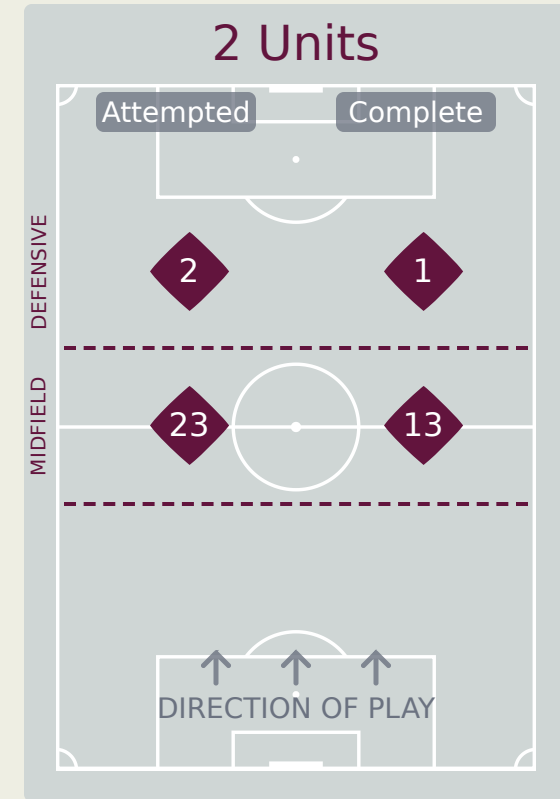 2 Units
Attempted
Complete
DEFENSIVE
2
1
MIDFIELD
23
13
DIRECTION OF PLAY